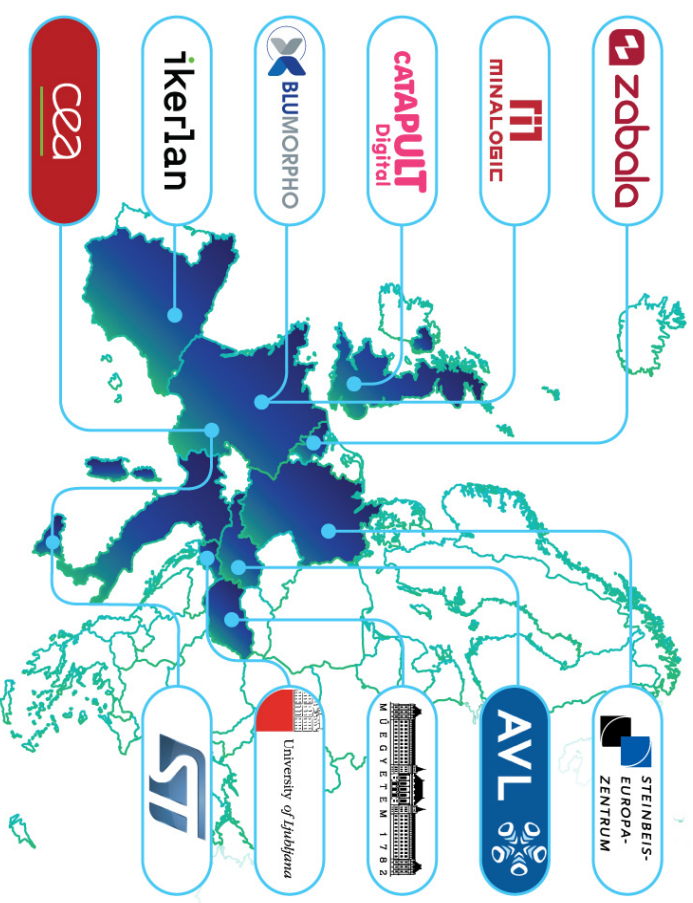 cea
ikerlan
BLUMORPHO
CATAPULT
Digital
MINALOGIC
zabala
ST
University of Ljubljana
MŰEGYETEM 1782
AVL
STEINBEIS-
EUROPA-
ZENTRUM